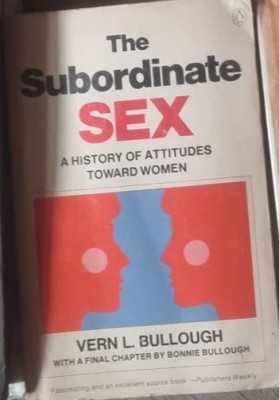 The
Subordinate
SEX
A HISTORY OF ATTITUDES
TOWARD WOMEN
VERN L. BULLOUGH
WITH A FINAL CHAPTER BY BONNIE BULLOUGH
"Fascinating and an excellent source book" —Publishers Weekly